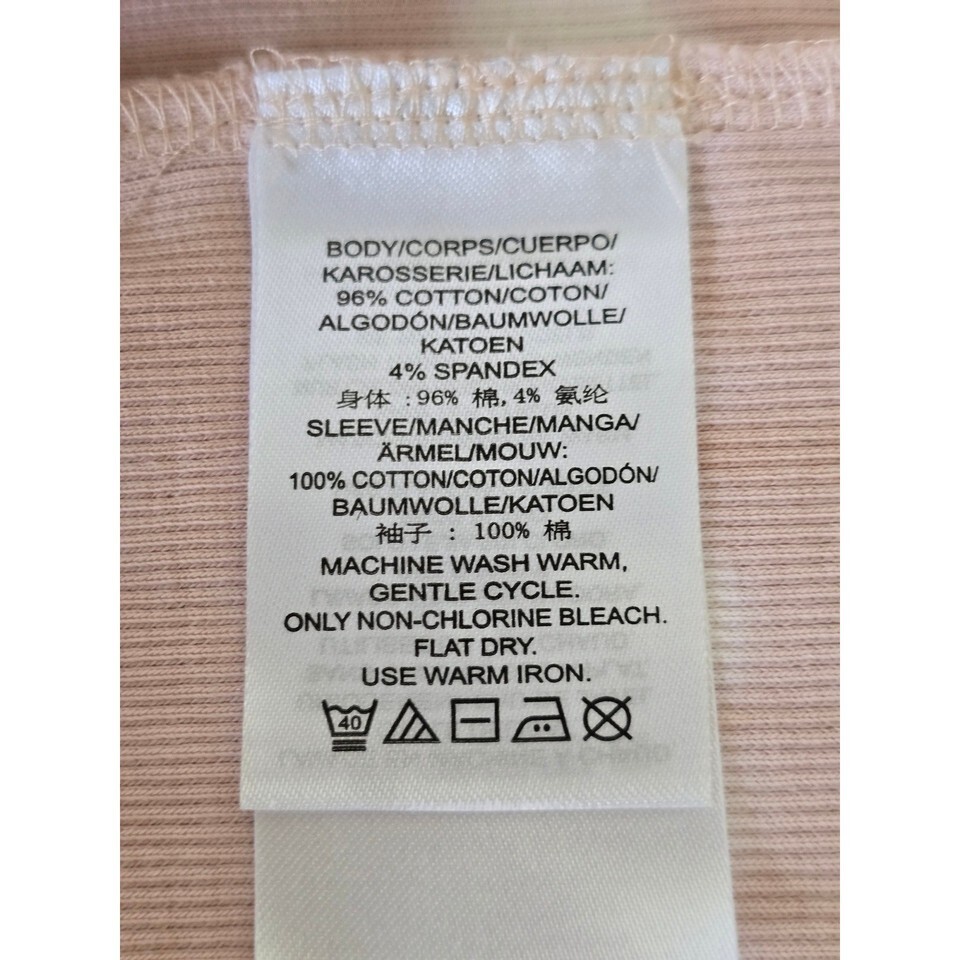 BODY/CORPS/CUERPO/
KAROSSERIE/LICHAAM:
96% COTTON/COTON/
ALGODÓN/BAUMWOLLE/
KATOEN
4% SPANDEX
身体 :96% 棉,4% 氨纶
SLEEVE/MANCHE/MANGA/
ÄRMEL/MOUW:
100% COTTON/COTON/ALGODÓN/
BAUMWOLLE/KATOEN
袖子 : 100% 棉
MACHINE WASH WARM,
GENTLE CYCLE.
ONLY NON-CHLORINE BLEACH.
FLAT DRY.
USE WARM IRON.
40